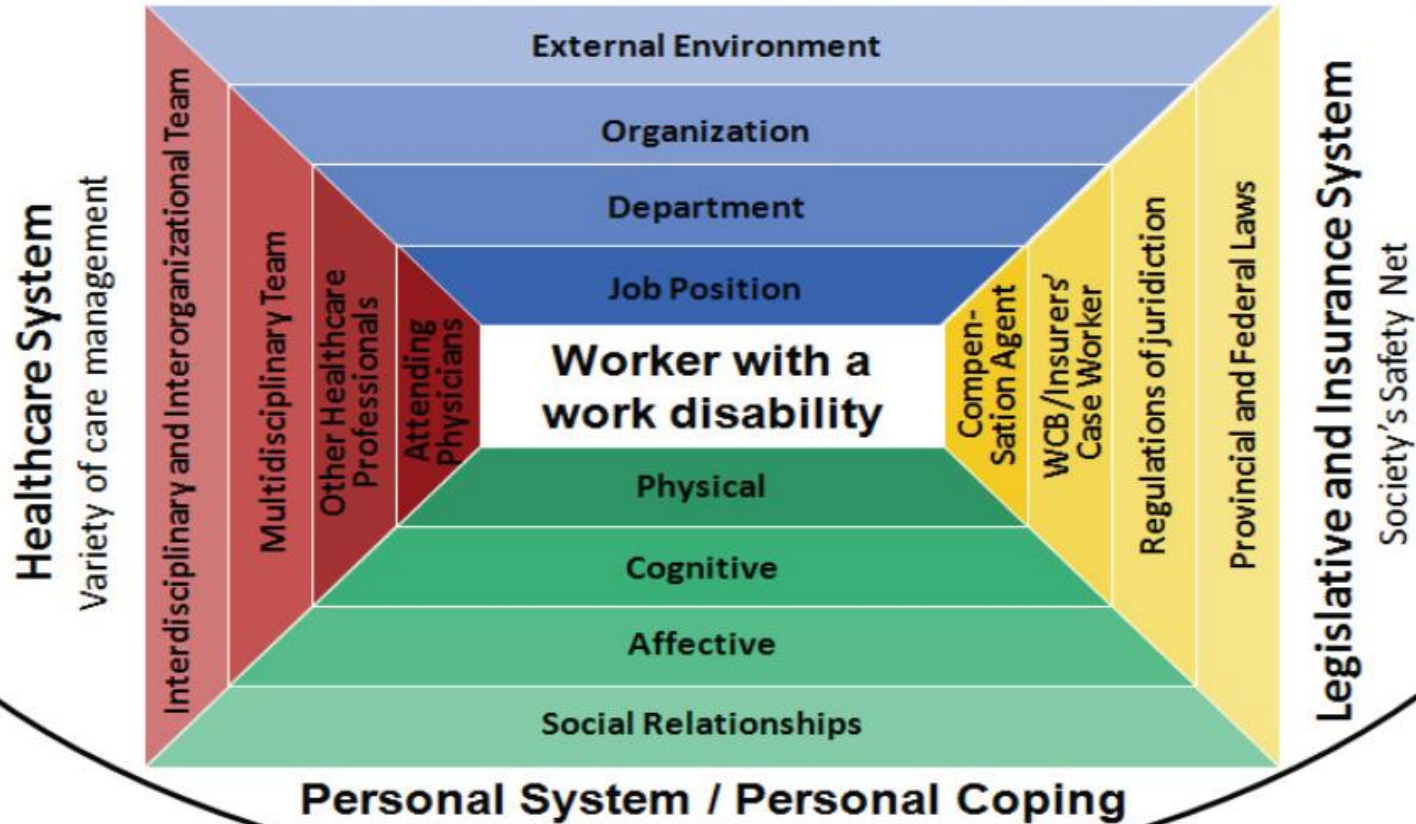 External Environment
Organization
Department
Job Position
Healthcare System
Variety of care management
Interdisciplinary and Interorganizational Team
Multidisciplinary Team
Other Healthcare
Professionals
Attending
Physicians
Worker with a
work disability
Compen-
Sation Agent
WCB/Insurers'
Case Worker
Regulations of juridiction
Provincial and Federal Laws
Legislative and Insurance System
Society's Safety Net
Physical
Cognitive
Affective
Social Relationships
Personal System / Personal Coping